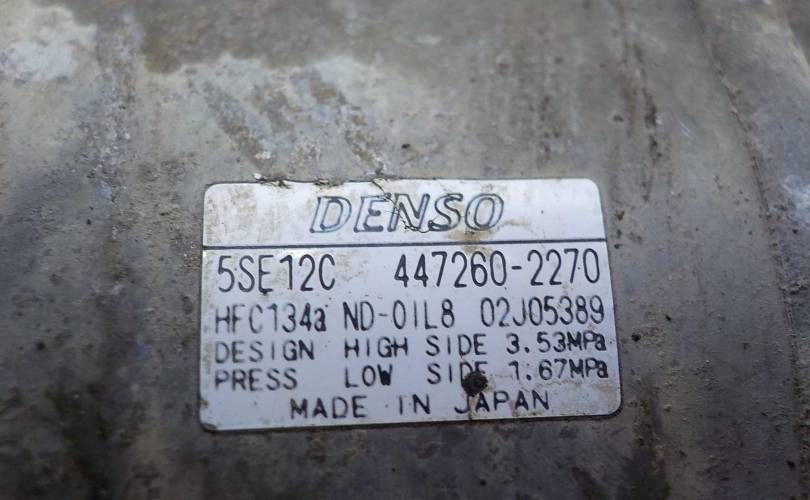 DENSO
5SE12C 447260-2270
HFC134a ND-OIL8 02J05389
DESIGN HIGH SIDE 3.53MPa
PRESS LOW SIDE 1.67MPa
MADE IN JAPAN